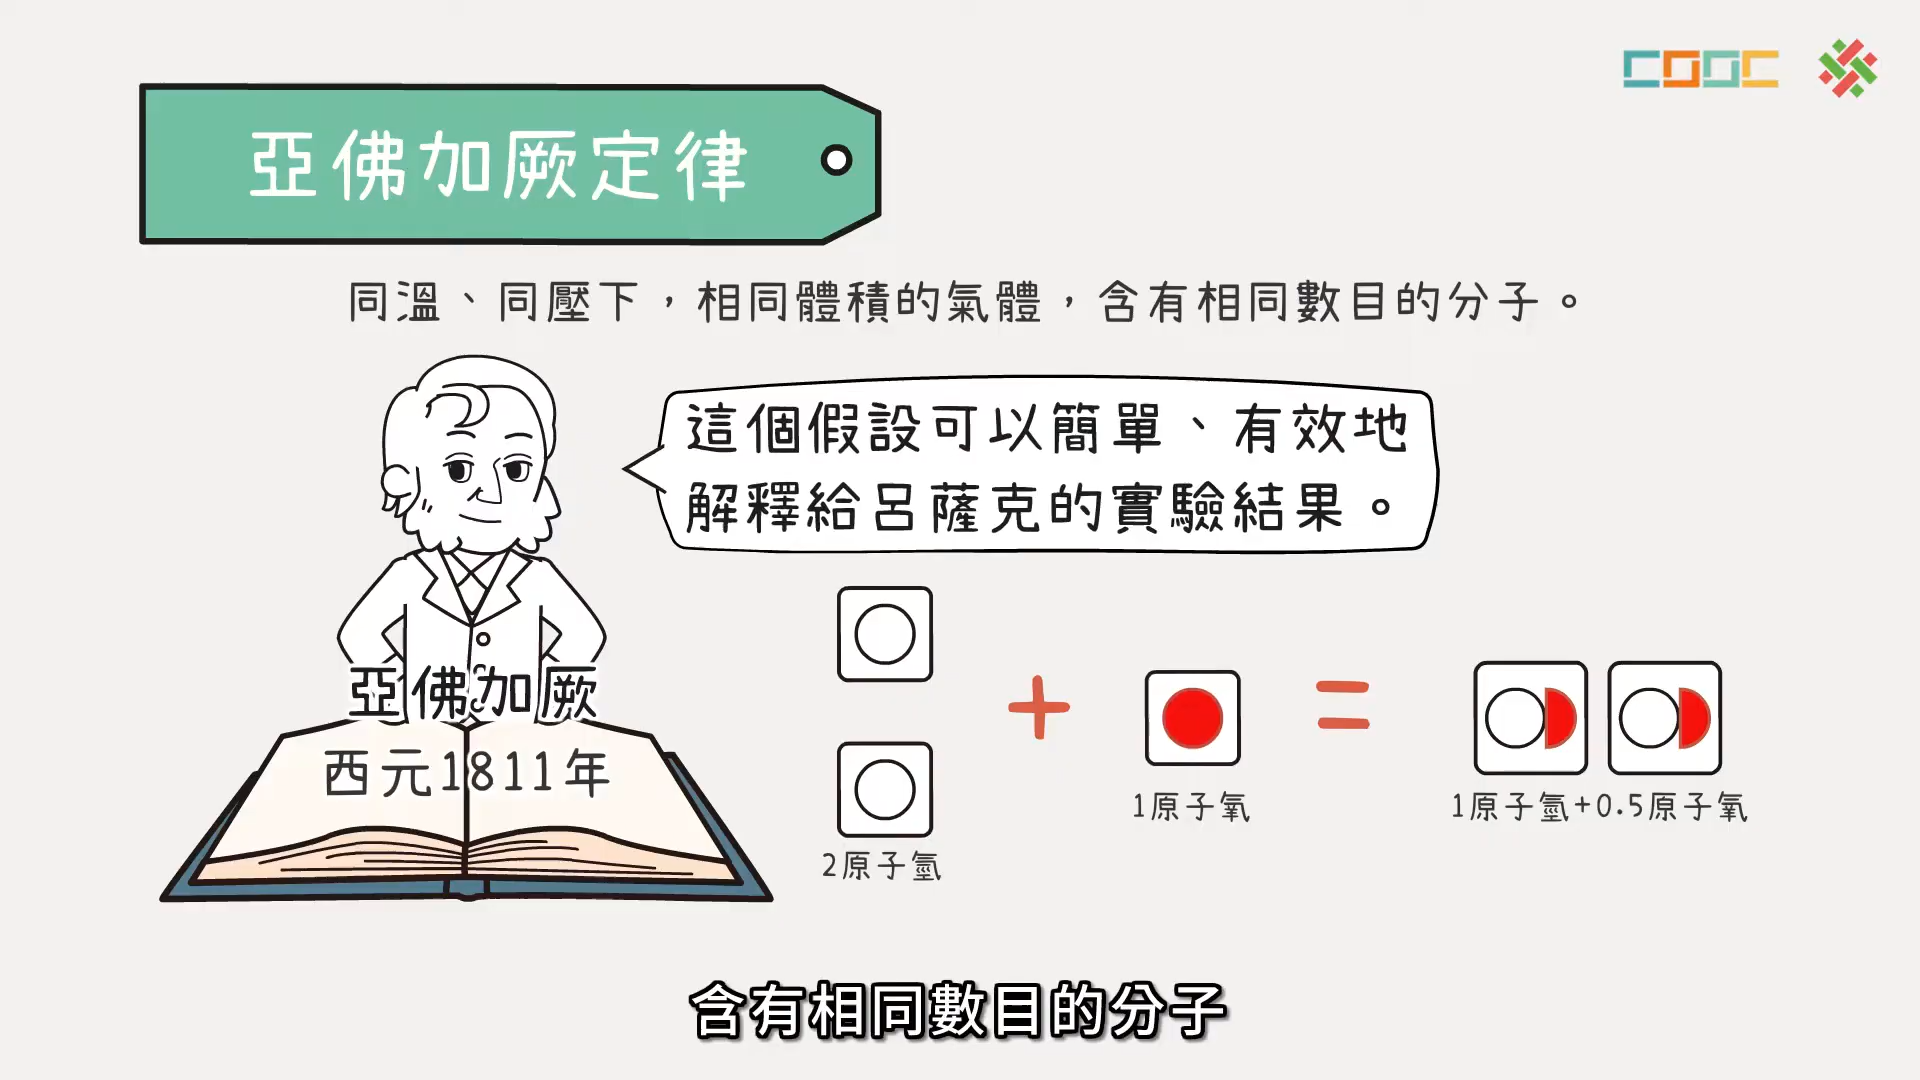 COOC
亞佛加厥定律
同溫、同壓下，相同體積的氣體，含有相同數目的分子。
這個假設可以簡單、有效地
解釋給呂薩克的實驗結果。
亞佛加厥
西元1811年
2原子氫
+
1原子氧
=
1原子氫+0.5原子氧
含有相同數目的分子